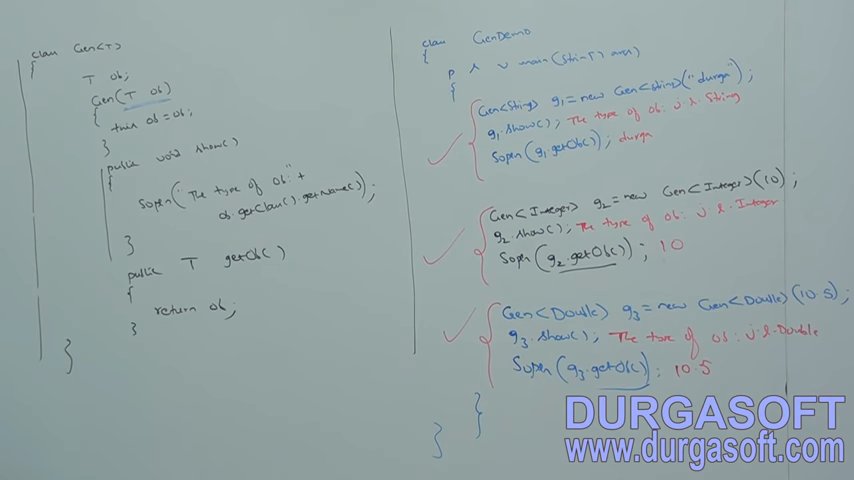 class Gen<T>
{
T ob;
Gen(T ob)
{
this.ob = ob;
}
public void show()
{
Sopln("The type of ob:" +
ob.getClass().getName());
}
public T getOb()
{
return ob;
}
}
class GenDemo
{
p s v main(String[] args)
{
Gen<String> g1 = new Gen<String>("durga");
g1.show(); The type of ob: j.l.String
Sopln(g1.getOb()); durga
Gen<Integer> g2 = new Gen<Integer>(10);
g2.show(); The type of ob: j.l.Integer
Sopln(g2.getOb()); 10
Gen<Double> g3 = new Gen<Double>(10.5);
g3.show(); The type of ob: j.l.Double
Sopln(g3.getOb()); 10.5
}
}
DURGASOFT
www.durgasoft.com